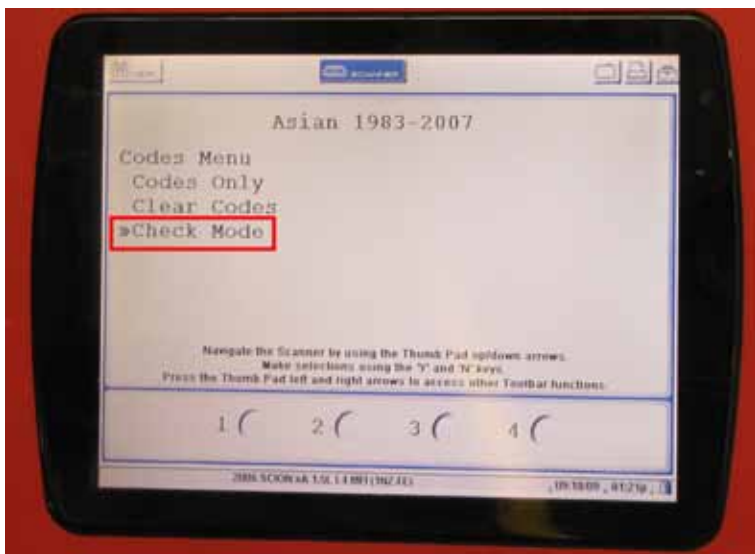 SCANNER
Asian 1983-2007
Codes Menu
Codes Only
Clear Codes
»Check Mode
Navigate the Scanner by using the Thumb Pad up/down arrows.
Make selections using the 'Y' and 'N' keys.
Press the Thumb Pad left and right arrows to access other Toolbar functions.
1 ( 2 ( 3 ( 4 (
2006 SCION xA 1.5L L4 MFI (1NZ-FE)